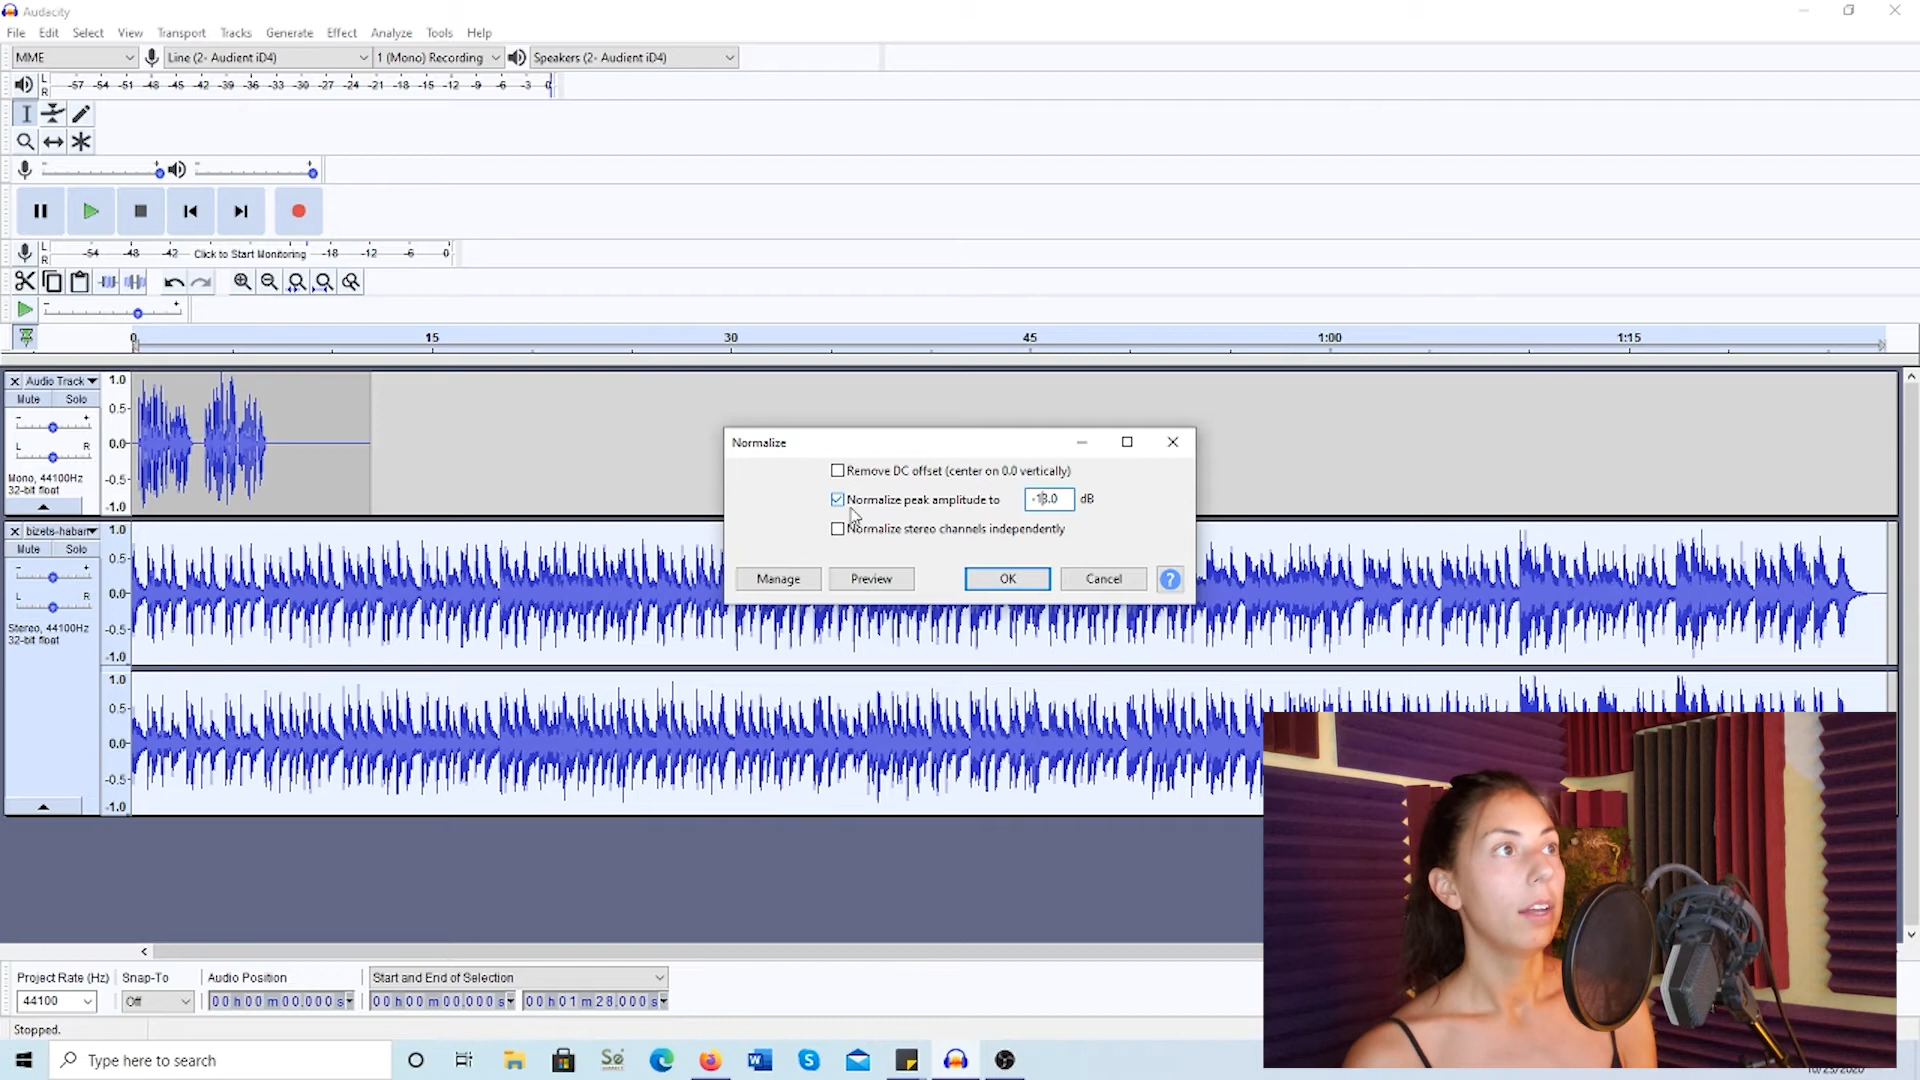 Audacity
File Edit Select View Transport Tracks Generate Effect Analyze Tools Help
MME Line (2- Audient iD4) 1 (Mono) Recording Speakers (2- Audient iD4)
L
R
-57 -54 -51 -48 -45 -42 -39 -36 -33 -30 -27 -24 -21 -18 -15 -12 -9 -6 -3 0
L
R
-54 -48 -42 Click to Start Monitoring -18 -12 -6 0
0 15 30 45 1:00 1:15
Audio Track
Mute Solo
L R
Mono, 44100Hz
32-bit float
1.0
0.5
0.0
-0.5
-1.0
Normalize
Remove DC offset (center on 0.0 vertically)
Normalize peak amplitude to -18.0 dB
Normalize stereo channels independently
Manage Preview OK Cancel ?
bizets-haban
Mute Solo
L R
Stereo, 44100Hz
32-bit float
1.0
0.5
0.0
-0.5
-1.0
1.0
0.5
0.0
-0.5
-1.0
Project Rate (Hz) Snap-To Audio Position Start and End of Selection
44100 Off 00 h 00 m 00.000 s 00 h 00 m 00.000 s 00 h 01 m 28.000 s
Stopped.
Type here to search